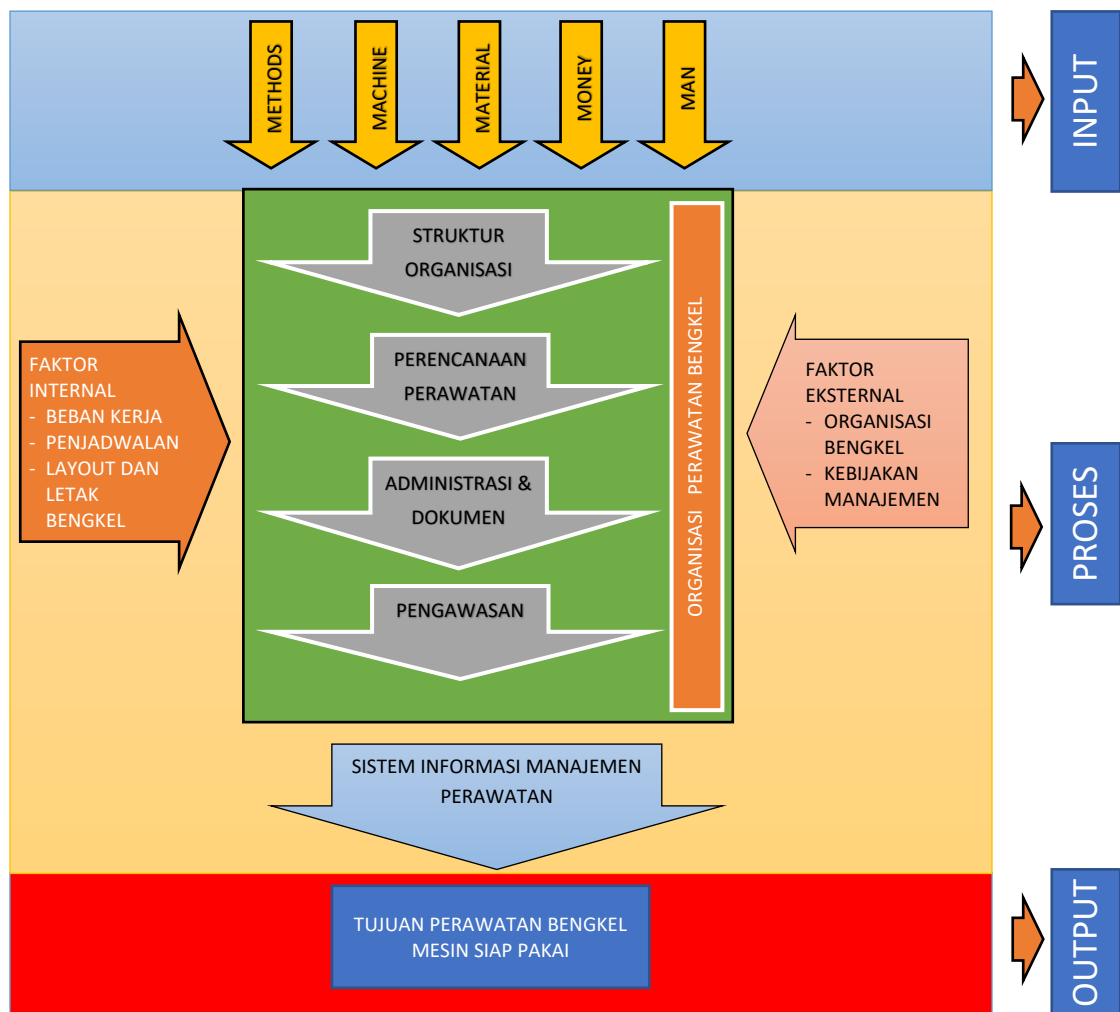 METHODS
MACHINE
MATERIAL
MONEY
MAN
INPUT
STRUKTUR
ORGANISASI
PERENCANAAN
PERAWATAN
ADMINISTRASI &
DOKUMEN
PENGAWASAN
ORGANISASI PERAWATAN BENGKEL
FAKTOR
INTERNAL
- BEBAN KERJA
- PENJADWALAN
- LAYOUT DAN
LETAK
BENGKEL
FAKTOR
EKSTERNAL
- ORGANISASI
BENGKEL
- KEBIJAKAN
MANAJEMEN
PROSES
SISTEM INFORMASI MANAJEMEN
PERAWATAN
TUJUAN PERAWATAN BENGKEL
MESIN SIAP PAKAI
OUTPUT